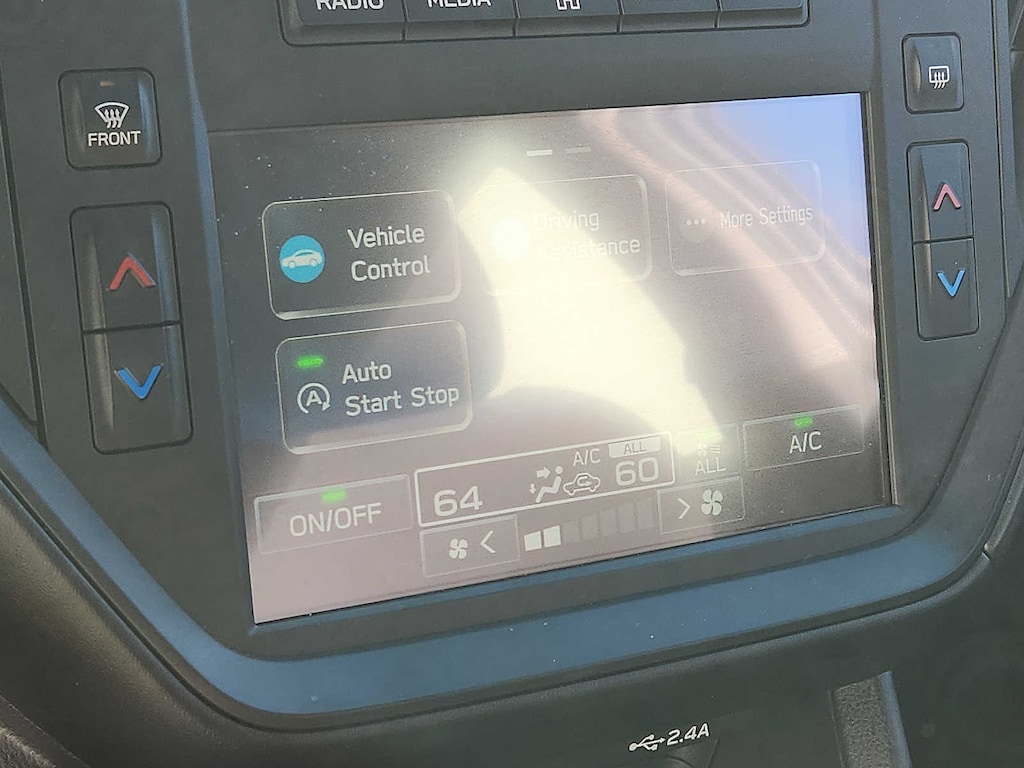 RADIO
MEDIA
FRONT
Vehicle
Control
Driving
Assistance
More Settings
Auto
Start Stop
A
ON/OFF
64
A/C
ALL
60
ALL
A/C
2.4A